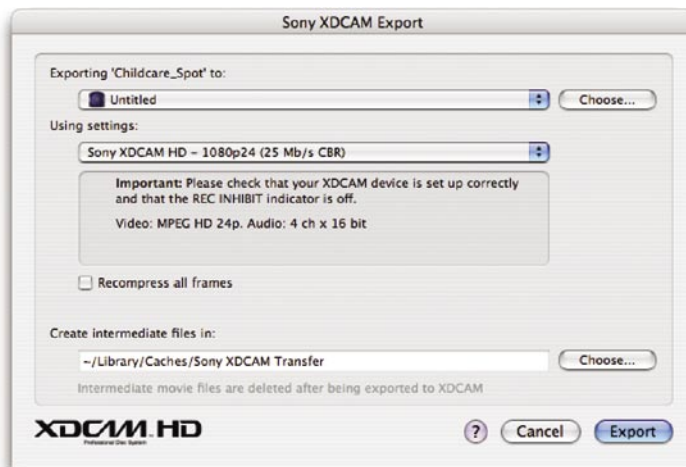 Sony XDCAM Export
Exporting 'Childcare_Spot' to:
Untitled
Choose...
Using settings:
Sony XDCAM HD – 1080p24 (25 Mb/s CBR)
Important: Please check that your XDCAM device is set up correctly
and that the REC INHIBIT indicator is off.
Video: MPEG HD 24p. Audio: 4 ch x 16 bit
Recompress all frames
Create intermediate files in:
~/Library/Caches/Sony XDCAM Transfer
Choose...
Intermediate movie files are deleted after being exported to XDCAM
XDCAM.HD
Professional Disc System
?
Cancel
Export